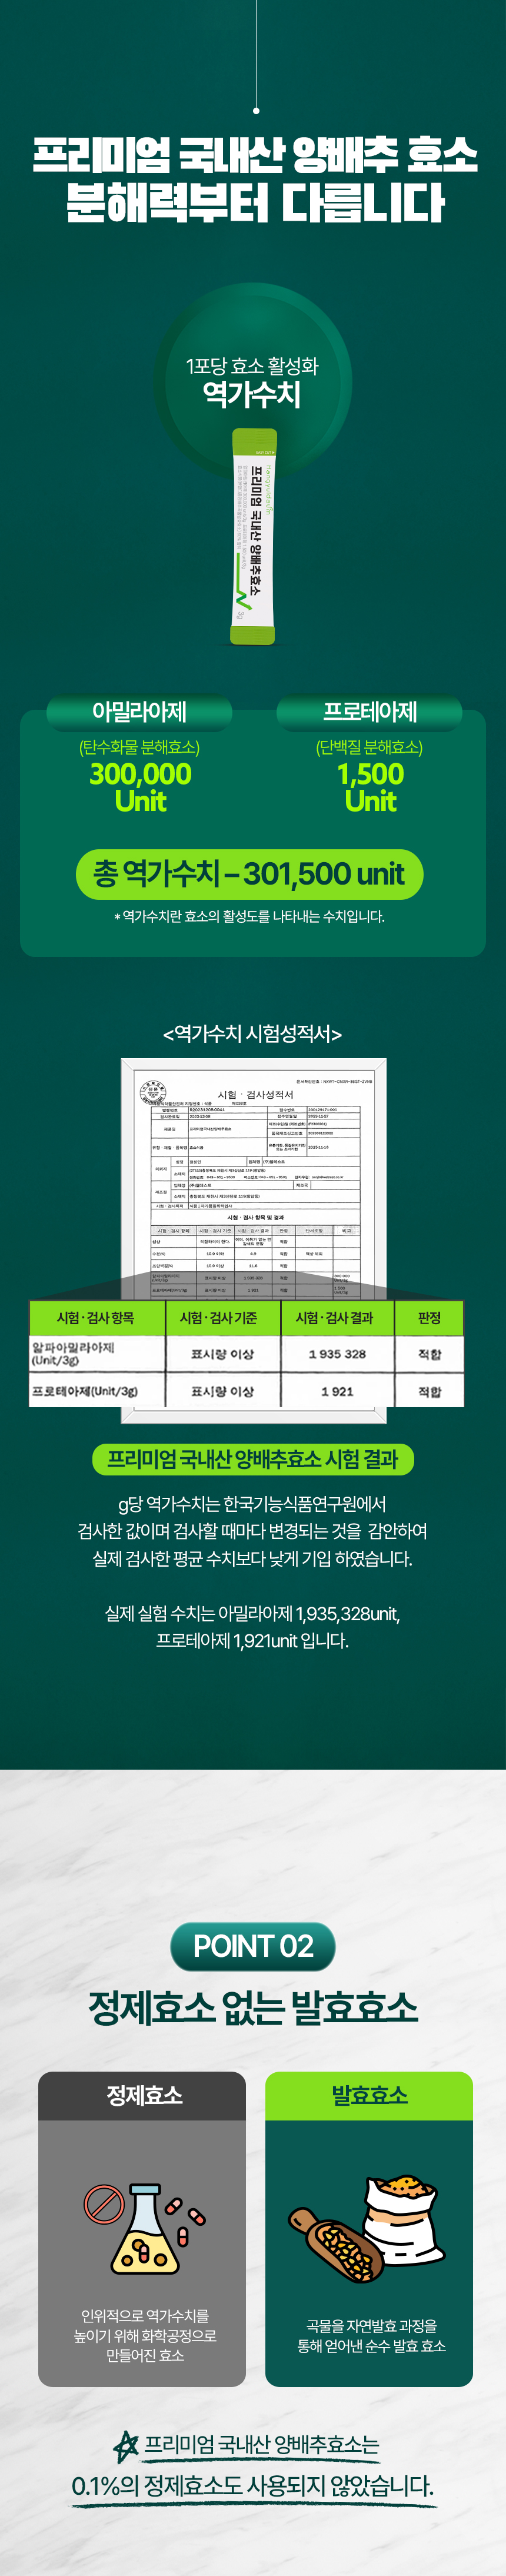 프리미엄 국내산 양배추 효소
분해력부터 다릅니다
1포당 효소 활성화
역가수치
프리미엄 국내산 양배추효소
3g
아밀라아제
(탄수화물 분해효소)
300,000
Unit
프로테아제
(단백질 분해효소)
1,500
Unit
총 역가수치 – 301,500 unit
* 역가수치란 효소의 활성도를 나타내는 수치입니다.
<역가수치 시험성적서>
시험 · 검사성적서
시험 · 검사 항목 및 결과
시험 · 검사 항목 시험 · 검사 기준 시험 · 검사 결과 판정
알파아밀라아제
(Unit/3g) 표시량 이상 1 935 328 적합
프로테아제(Unit/3g) 표시량 이상 1 921 적합
프리미엄 국내산 양배추효소 시험 결과
g당 역가수치는 한국기능식품연구원에서
검사한 값이며 검사할 때마다 변경되는 것을 감안하여
실제 검사한 평균 수치보다 낮게 기입 하였습니다.
실제 실험 수치는 아밀라아제 1,935,328unit,
프로테아제 1,921unit 입니다.
POINT 02
정제효소 없는 발효효소
정제효소
인위적으로 역가수치를
높이기 위해 화학공정으로
만들어진 효소
발효효소
곡물을 자연발효 과정을
통해 얻어낸 순수 발효 효소
프리미엄 국내산 양배추효소는
0.1%의 정제효소도 사용되지 않았습니다.